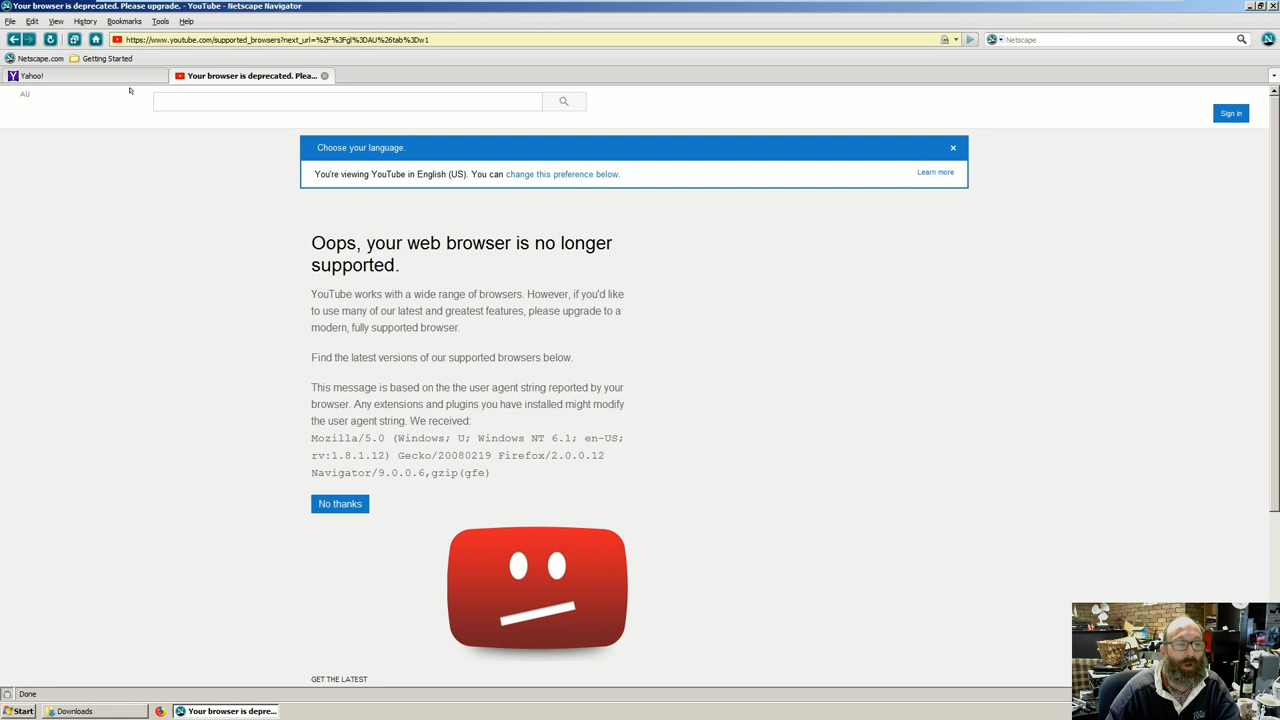 Your browser is deprecated. Please upgrade. - YouTube - Netscape Navigator
File Edit View History Bookmarks Tools Help
https://www.youtube.com/supported_browsers?next_url=%2F%3Fgl%3DAU%26tab%3Dw1
Netscape
Netscape.com Getting Started
Yahoo!
Your browser is deprecated. Plea...
AU
Sign in
Choose your language.
You're viewing YouTube in English (US). You can change this preference below.
Learn more
Oops, your web browser is no longer
supported.
YouTube works with a wide range of browsers. However, if you'd like
to use many of our latest and greatest features, please upgrade to a
modern, fully supported browser.
Find the latest versions of our supported browsers below.
This message is based on the the user agent string reported by your
browser. Any extensions and plugins you have installed might modify
the user agent string. We received:
Mozilla/5.0 (Windows; U; Windows NT 6.1; en-US;
rv:1.8.1.12) Gecko/20080219 Firefox/2.0.0.12
Navigator/9.0.0.6,gzip(gfe)
No thanks
GET THE LATEST
Done
Start
Downloads
Your browser is depre...